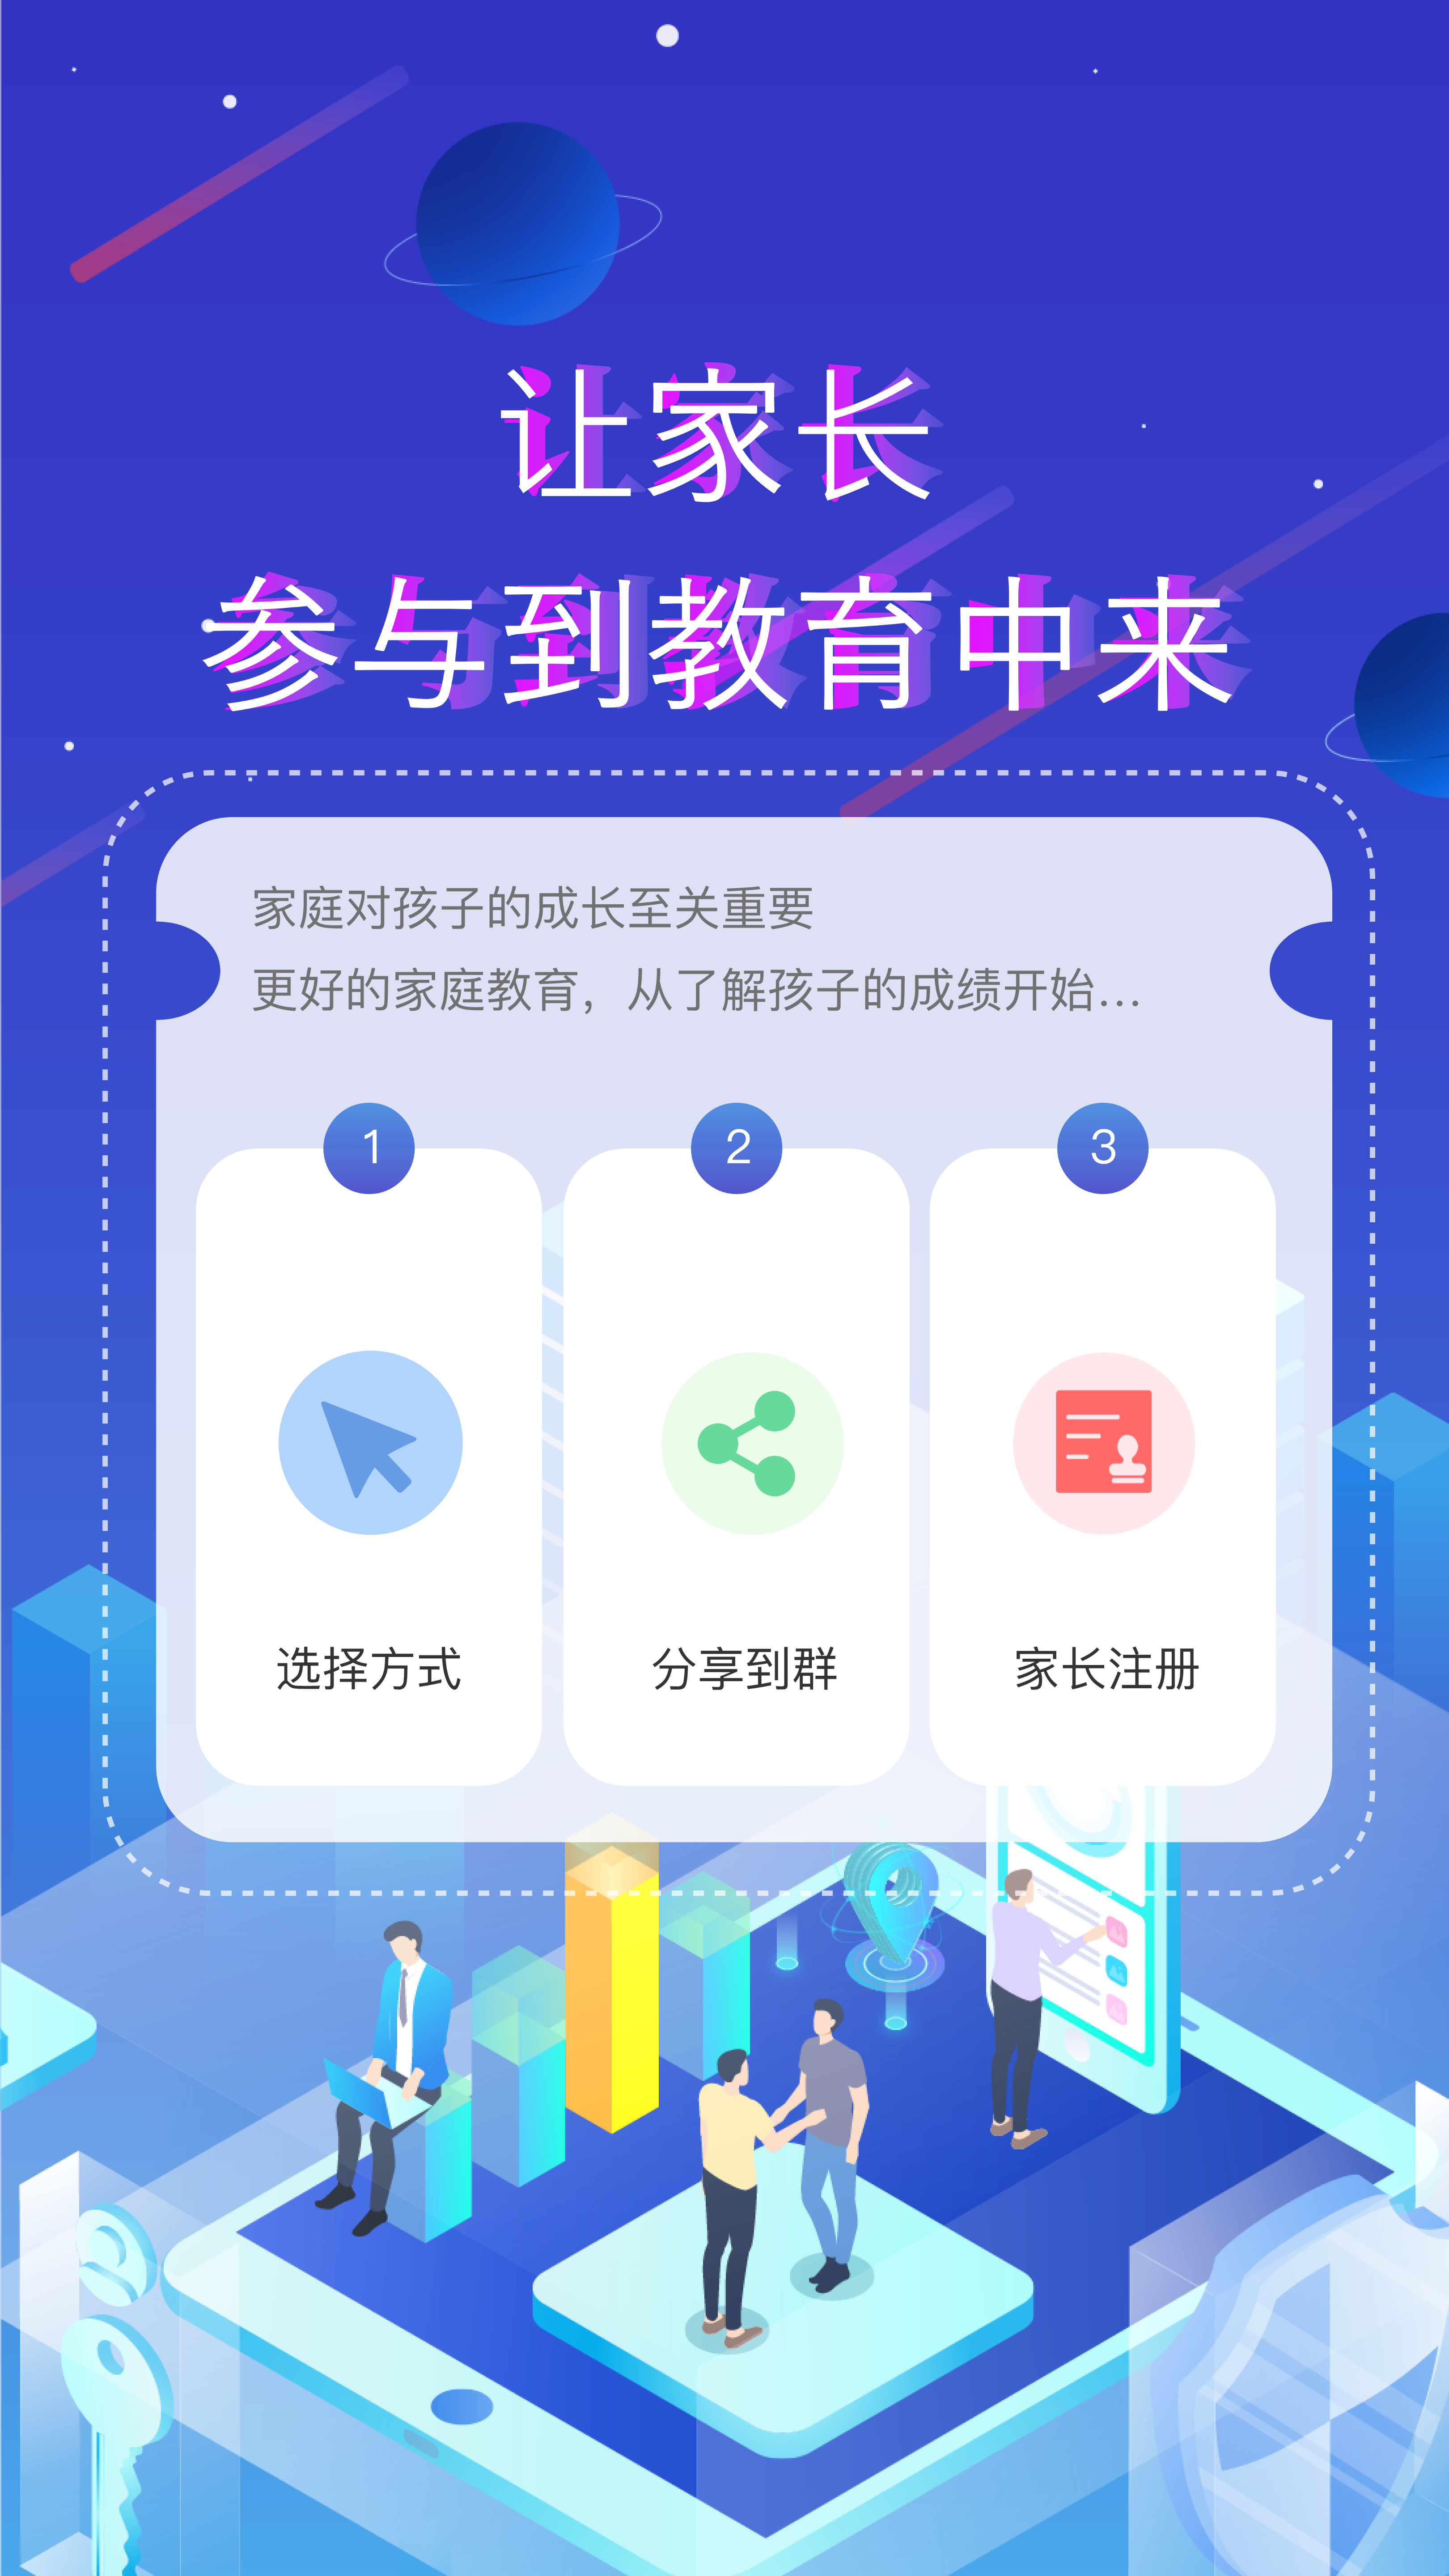 让家长
参与到教育中来
家庭对孩子的成长至关重要
更好的家庭教育，从了解孩子的成绩开始...
1
2
3
选择方式
分享到群
家长注册